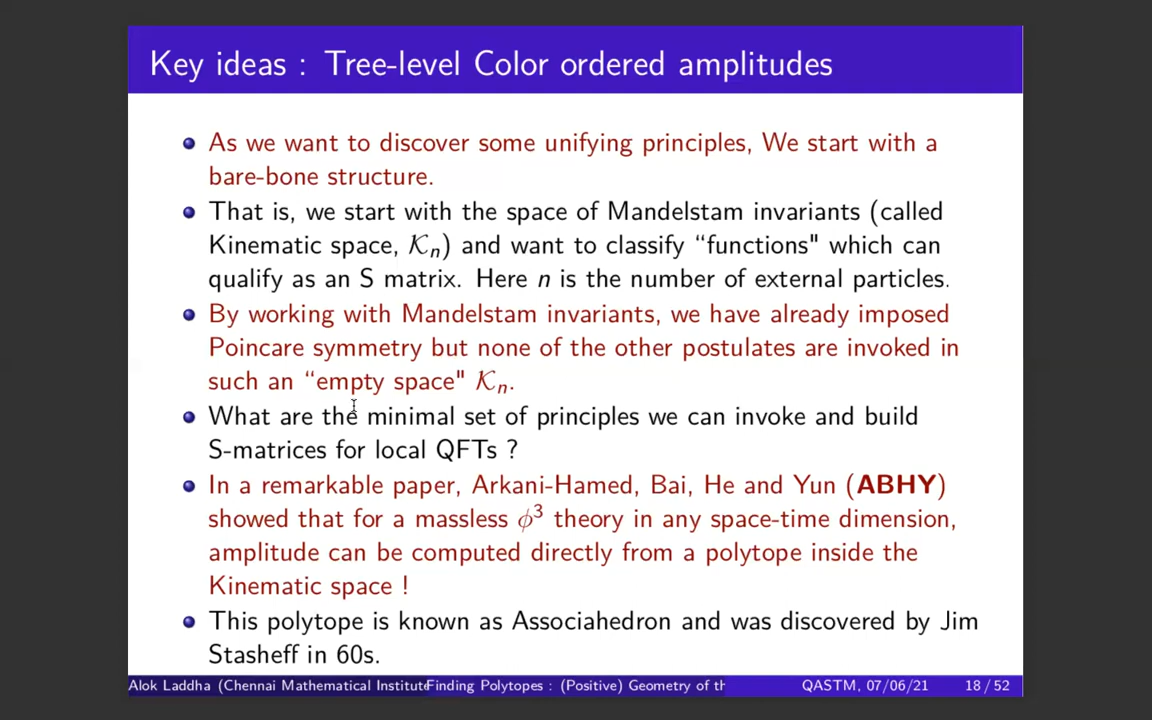 Key ideas : Tree-level Color ordered amplitudes
As we want to discover some unifying principles, We start with a
bare-bone structure.
That is, we start with the space of Mandelstam invariants (called
Kinematic space, 𝒦ₙ) and want to classify “functions" which can
qualify as an S matrix. Here n is the number of external particles.
By working with Mandelstam invariants, we have already imposed
Poincare symmetry but none of the other postulates are invoked in
such an “empty space" 𝒦ₙ.
What are the minimal set of principles we can invoke and build
S-matrices for local QFTs ?
In a remarkable paper, Arkani-Hamed, Bai, He and Yun (ABHY)
showed that for a massless ϕ³ theory in any space-time dimension,
amplitude can be computed directly from a polytope inside the
Kinematic space !
This polytope is known as Associahedron and was discovered by Jim
Stasheff in 60s.
Alok Laddha (Chennai Mathematical Institute Finding Polytopes : (Positive) Geometry of th QASTM, 07/06/21 18 / 52